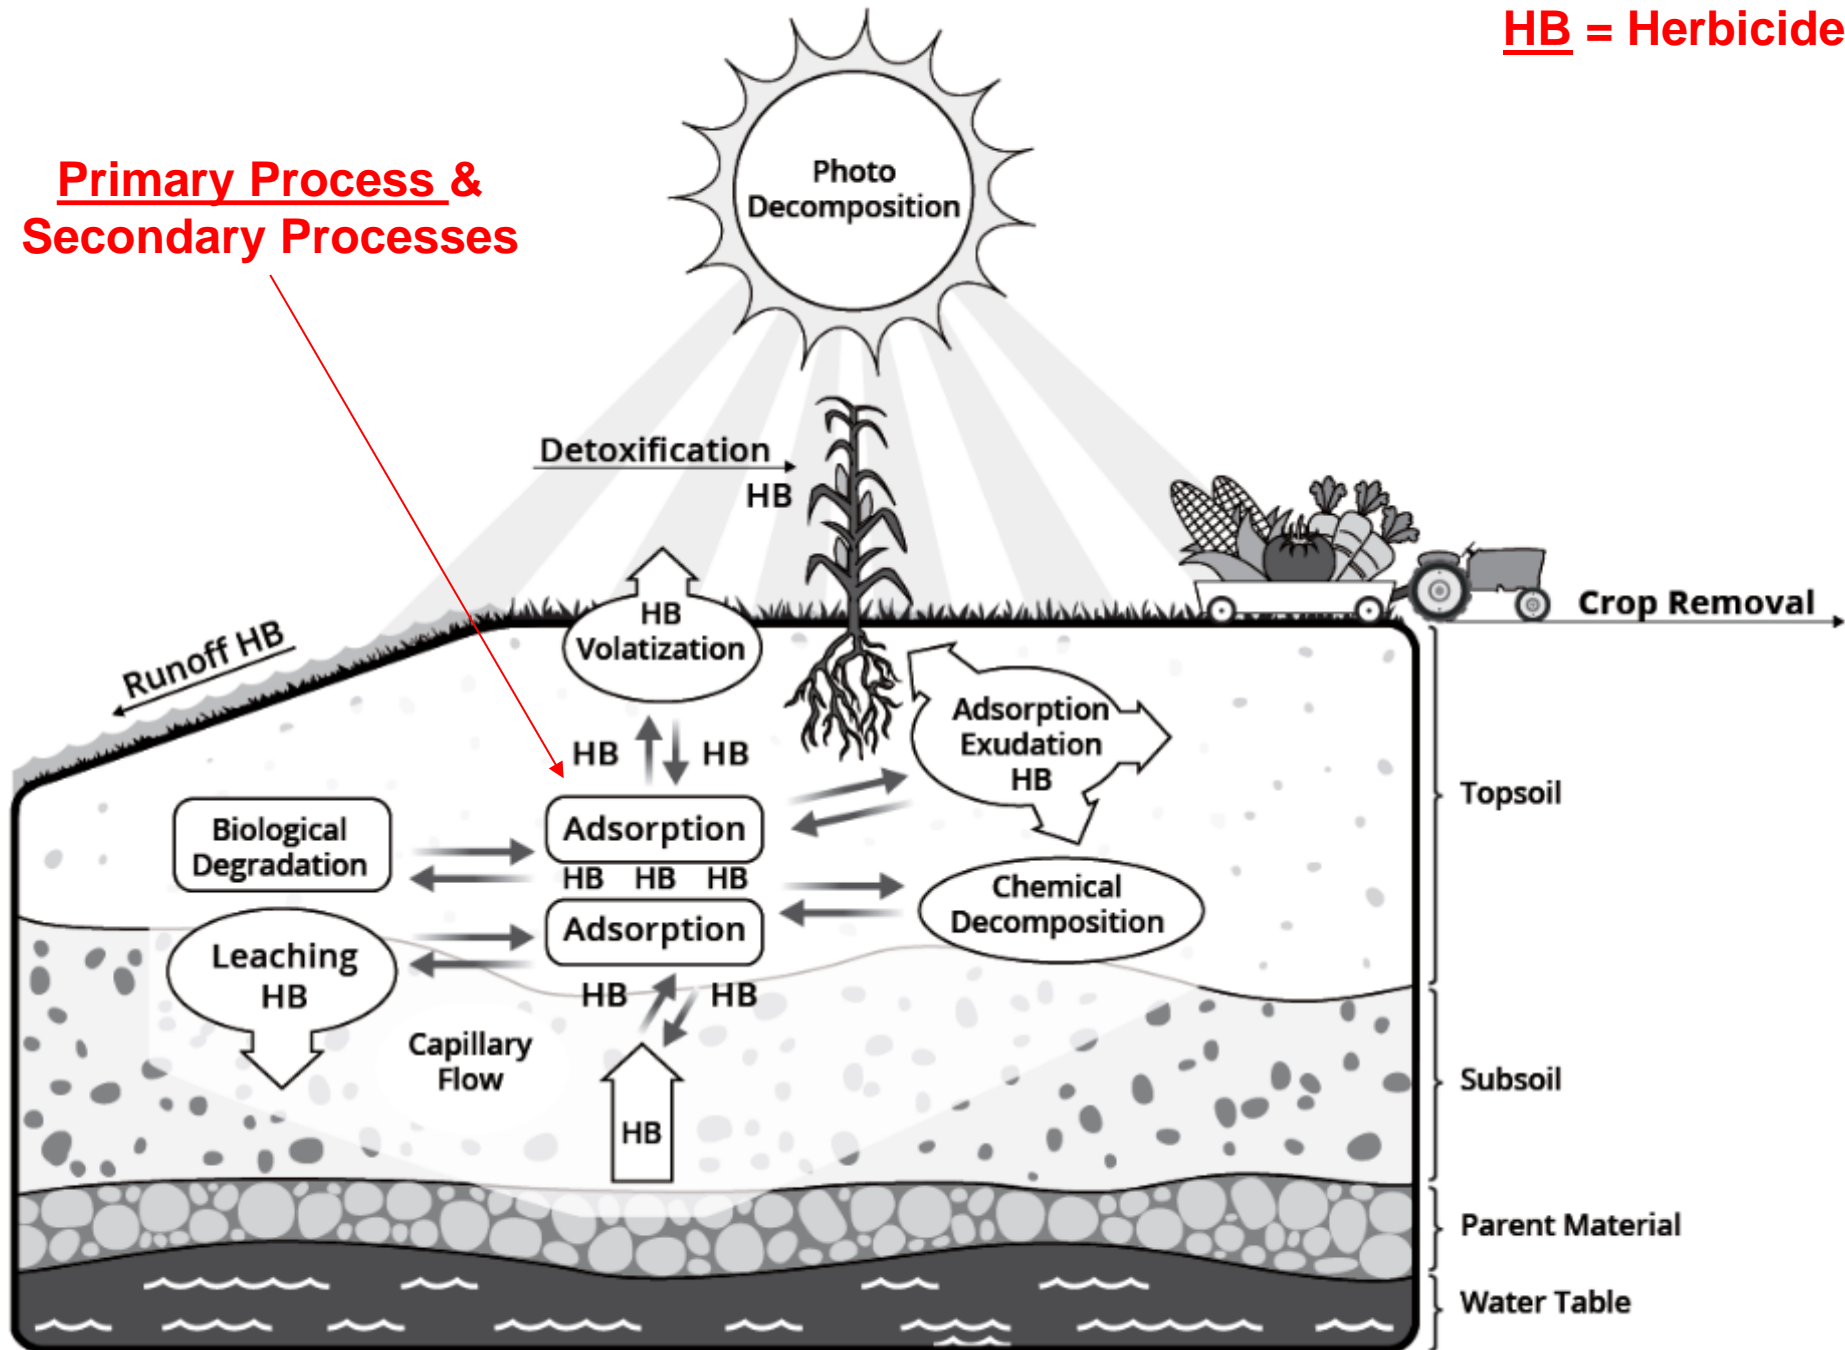 HB = Herbicide
Primary Process &
Secondary Processes
Photo
Decomposition
Detoxification
HB
Crop Removal
Runoff HB
HB
Volatization
HB
HB
Adsorption
Exudation
HB
Topsoil
Biological
Degradation
Adsorption
HB HB HB
Adsorption
Chemical
Decomposition
Leaching
HB
HB
HB
Capillary
Flow
HB
Subsoil
Parent Material
Water Table